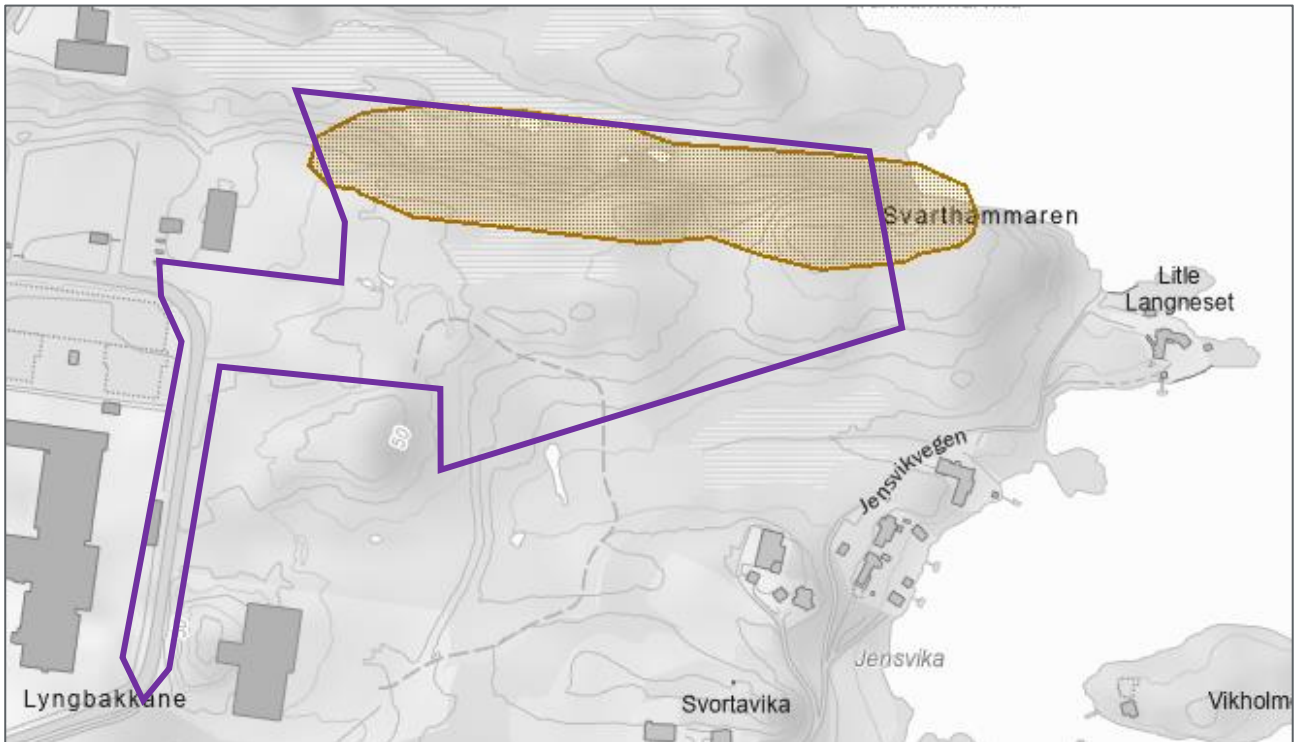 Svarthammaren
Litle
Langneset
50
Jensvikvegen
Jensvika
Lyngbakkane
Svortavika
Vikholm